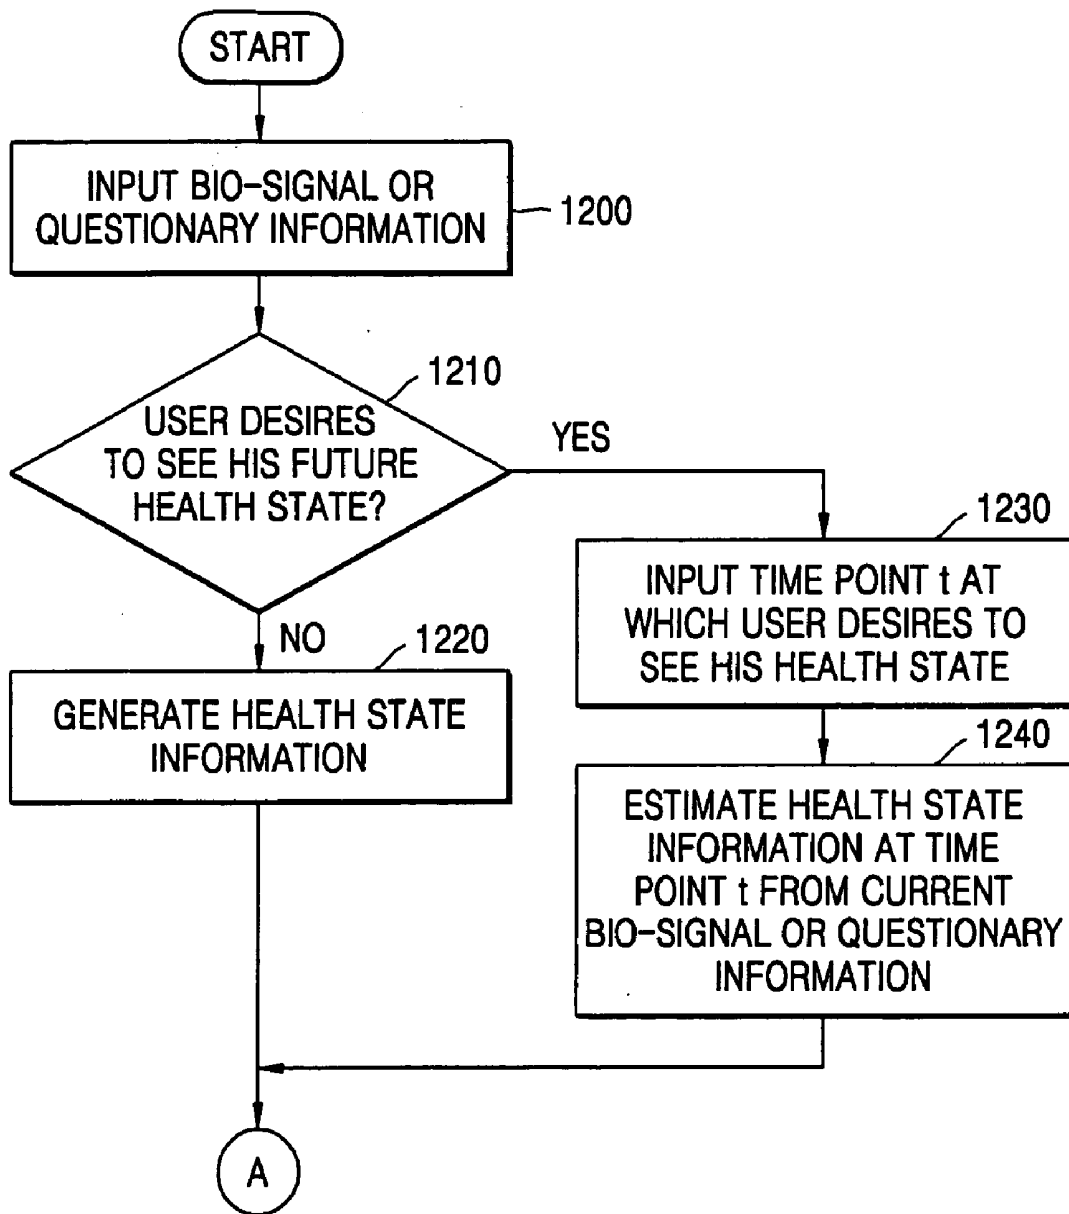 START
INPUT BIO-SIGNAL OR
QUESTIONARY INFORMATION
1200
1210
USER DESIRES
TO SEE HIS FUTURE
HEALTH STATE?
YES
NO
1220
GENERATE HEALTH STATE
INFORMATION
1230
INPUT TIME POINT t AT
WHICH USER DESIRES TO
SEE HIS HEALTH STATE
1240
ESTIMATE HEALTH STATE
INFORMATION AT TIME
POINT t FROM CURRENT
BIO-SIGNAL OR QUESTIONARY
INFORMATION
A